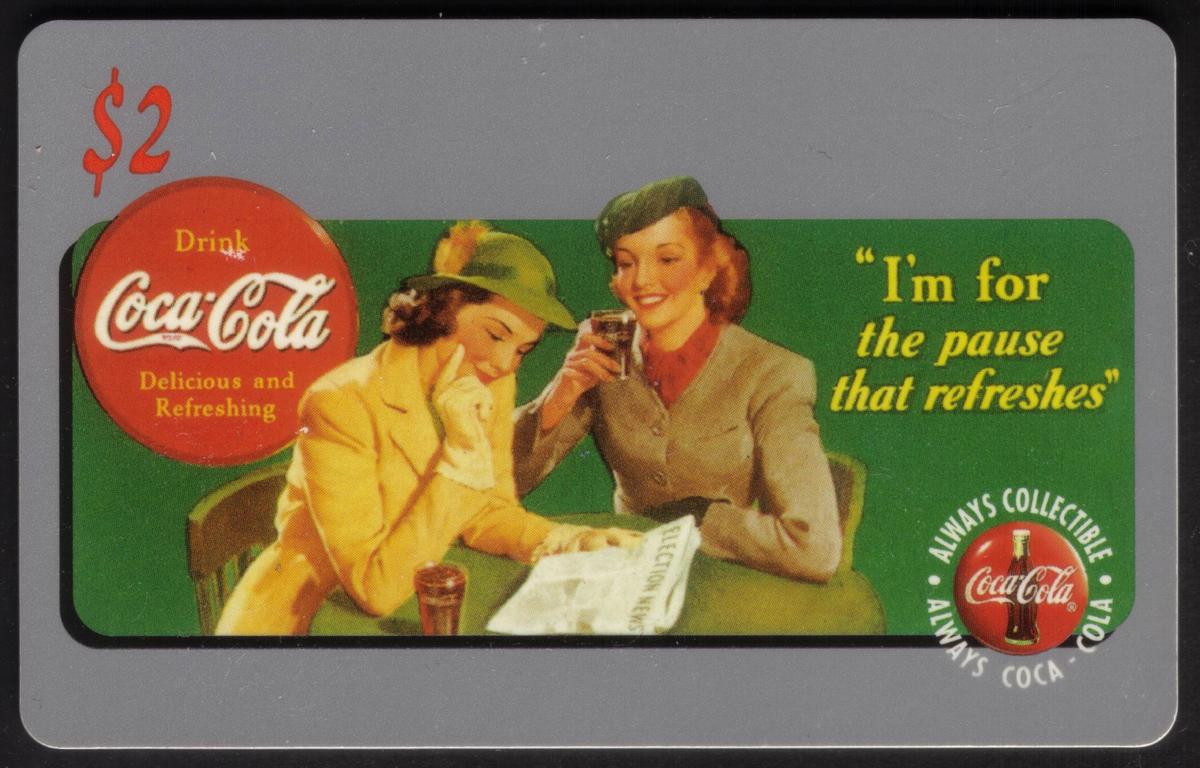 $2
Drink
Coca-Cola
Delicious and
Refreshing
"I'm for
the pause
that refreshes"
ELECTION NEWS
ALWAYS COLLECTIBLE
Coca-Cola®
ALWAYS COCA-COLA